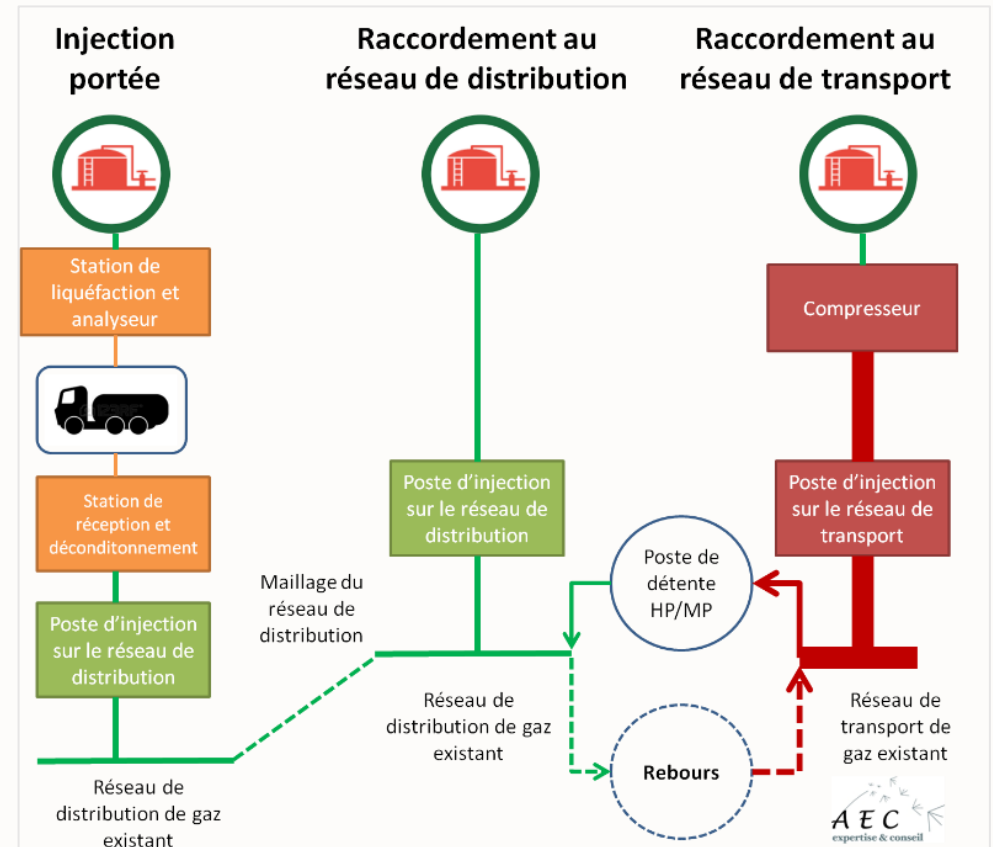 Injection
portée
Raccordement au
réseau de distribution
Raccordement au
réseau de transport
Station de
liquéfaction et
analyseur
Compresseur
Station de
réception et
déconditonnement
Poste d'injection
sur le réseau de
distribution
Poste d'injection
sur le réseau de
transport
Poste de
détente
HP/MP
Maillage du
réseau de
distribution
Poste d'injection
sur le réseau de
distribution
Réseau de
distribution de gaz
existant
Rebours
Réseau de
transport de
gaz existant
Réseau de
distribution de gaz
existant
AEC
expertise & conseil